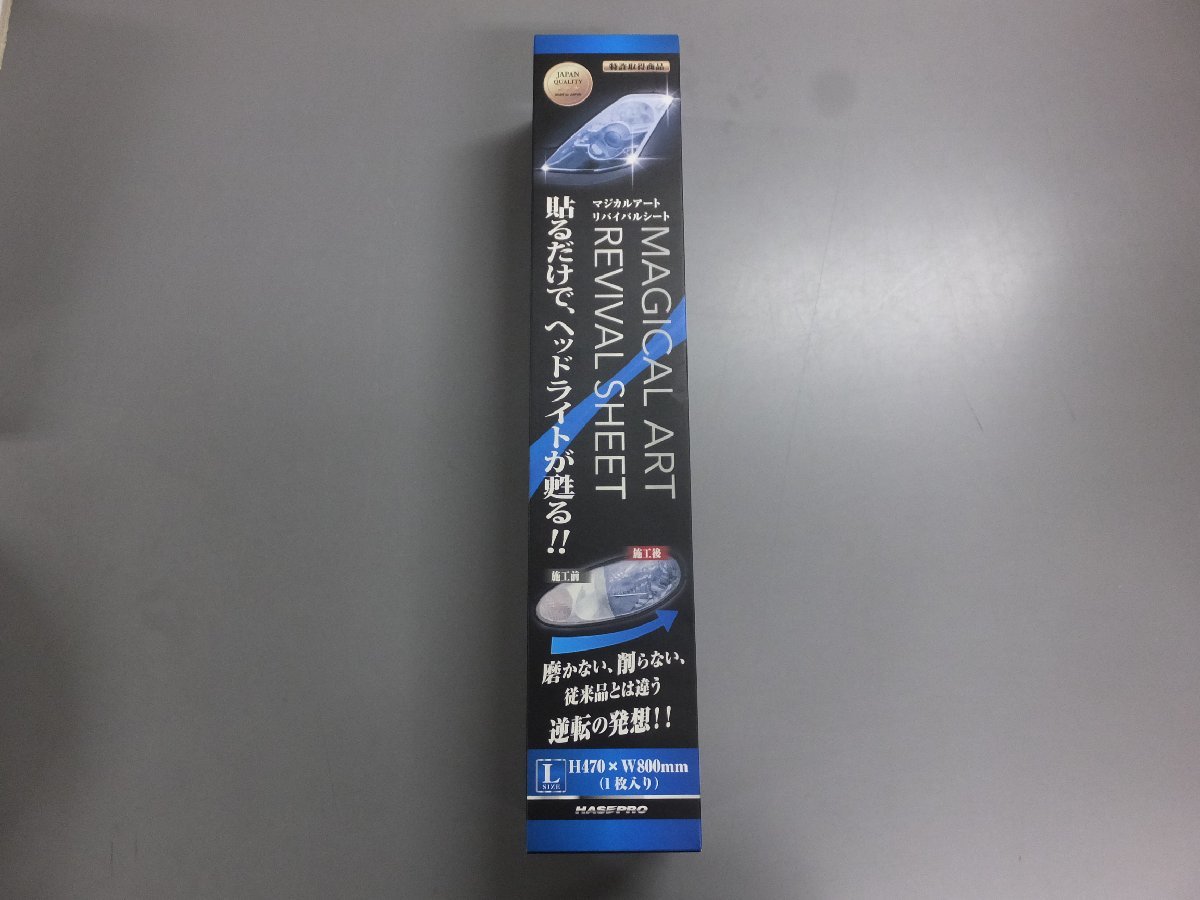 JAPAN
QUALITY
MADE in JAPAN
特許取得商品
マジカルアート
リバイバルシート
MAGICAL ART
REVIVAL SHEET
貼るだけで、ヘッドライトが甦る!!
施工後
施工前
磨かない、削らない、
従来品とは違う
逆転の発想!!
L
SIZE
H470×W800mm
(1枚入り)
HASEPRO